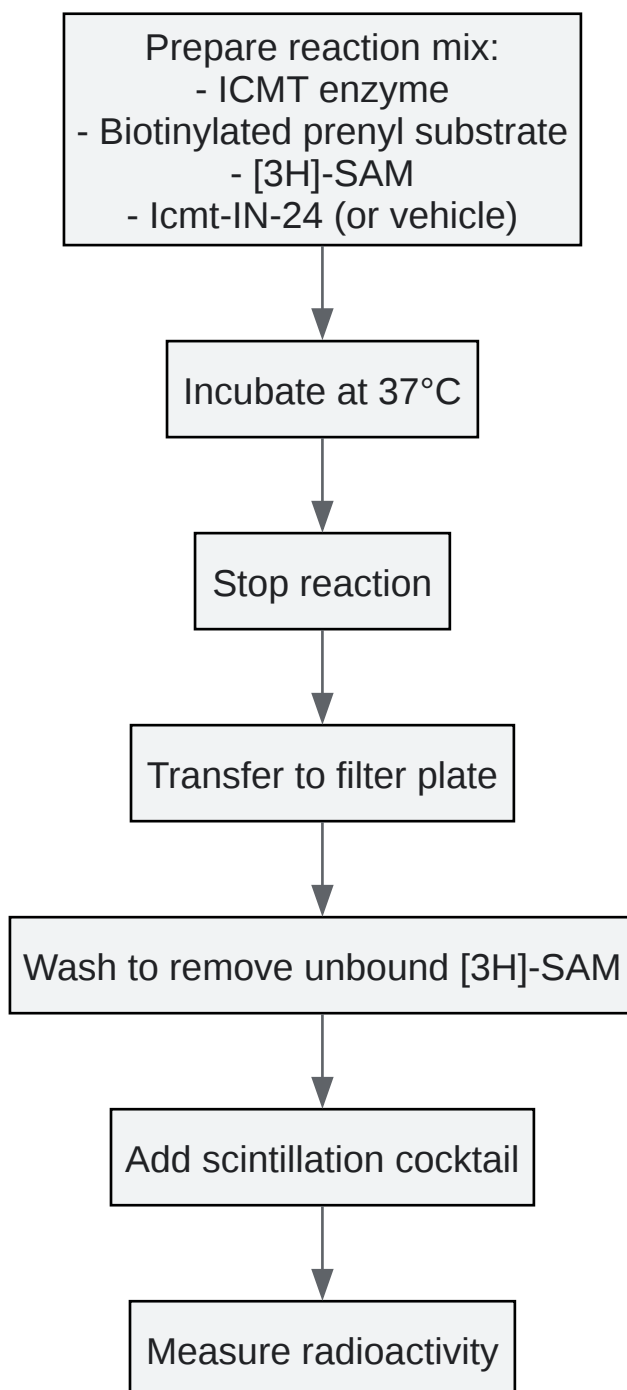 Prepare reaction mix:
- ICMT enzyme
- Biotinylated prenyl substrate
- [3H]-SAM
- Icmt-IN-24 (or vehicle)
Incubate at 37°C
Stop reaction
Transfer to filter plate
Wash to remove unbound [3H]-SAM
Add scintillation cocktail
Measure radioactivity